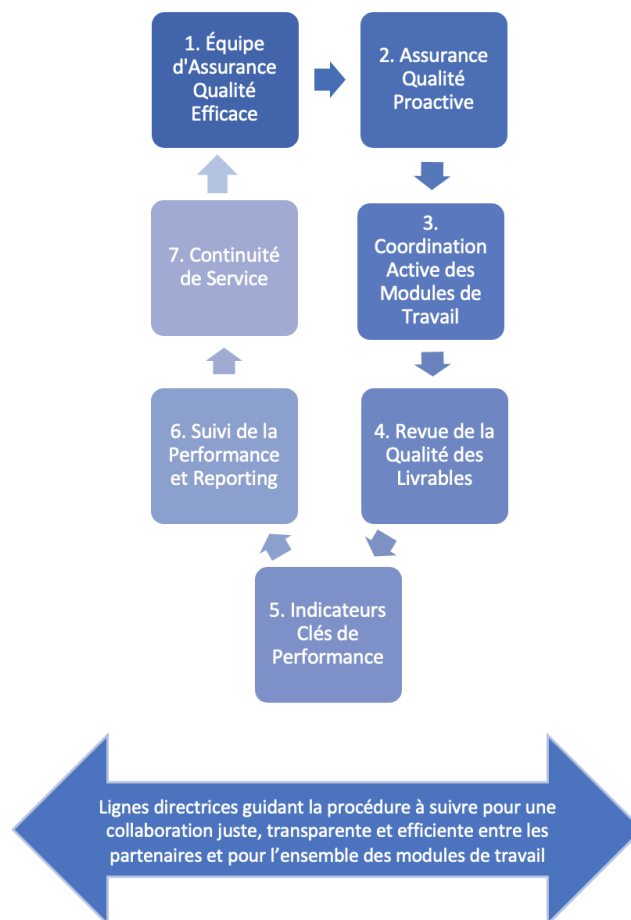 1. Équipe
d'Assurance
Qualité
Efficace
2. Assurance
Qualité
Proactive
3.
Coordination
Active des
Modules de
Travail
4. Revue de la
Qualité des
Livrables
5. Indicateurs
Clés de
Performance
6. Suivi de la
Performance
et Reporting
7. Continuité
de Service
Lignes directrices guidant la procédure à suivre pour une
collaboration juste, transparente et efficiente entre les
partenaires et pour l’ensemble des modules de travail